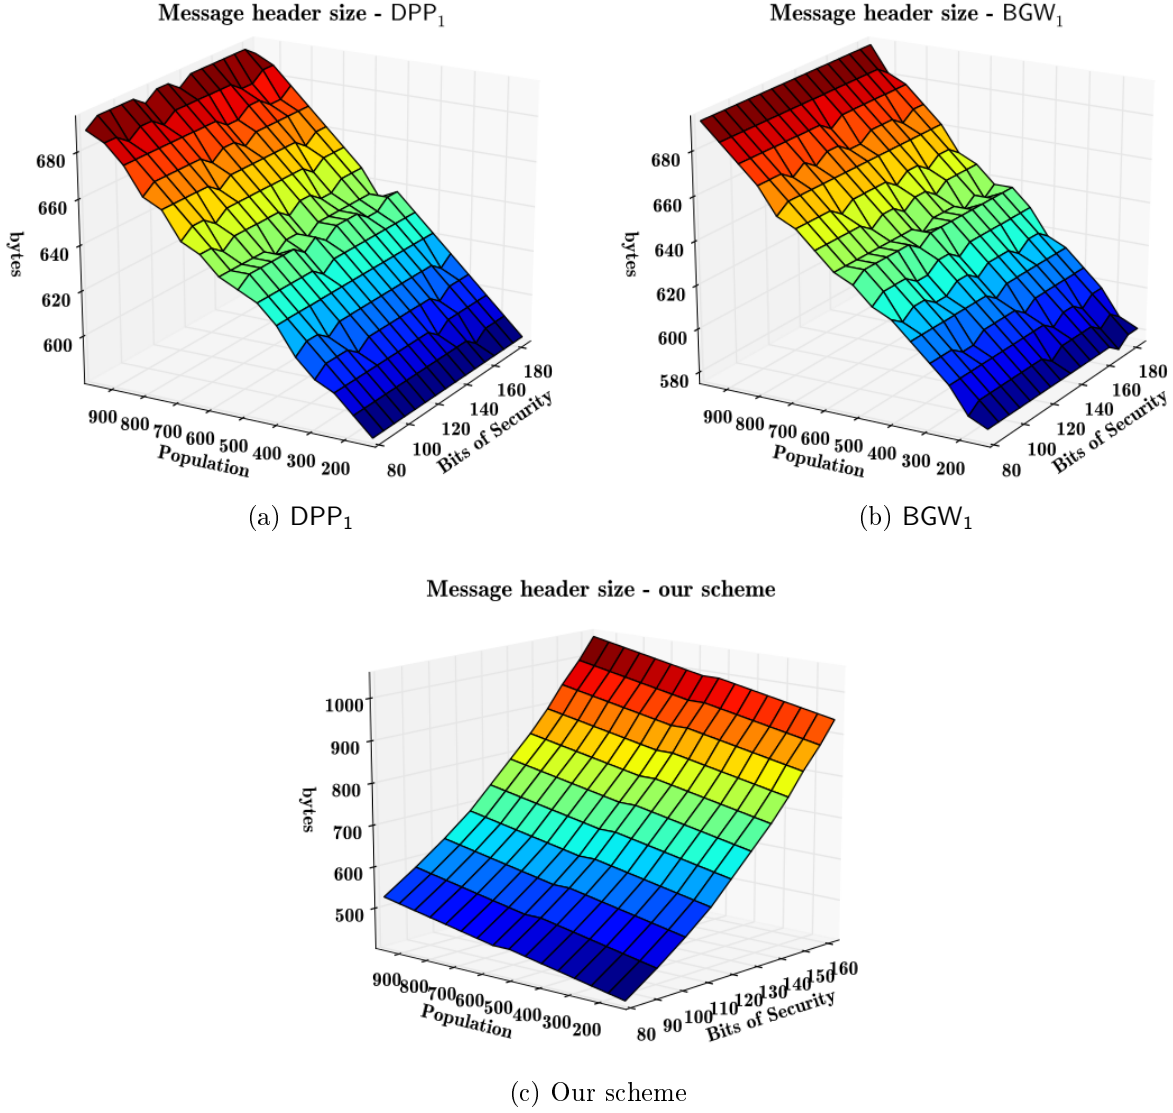 Message header size - DPP1
680
660
640
620
600
bytes
900 800 700 600 500 400 300 200
Population
80 100 120 140 160 180
Bits of Security
(a) DPP1
Message header size - BGW1
680
660
640
620
600
580
bytes
900 800 700 600 500 400 300 200
Population
80 100 120 140 160 180
Bits of Security
(b) BGW1
Message header size - our scheme
1000
900
800
700
600
500
bytes
900 800 700 600 500 400 300 200
Population
80 90 100 110 120 130 140 150 160
Bits of Security
(c) Our scheme